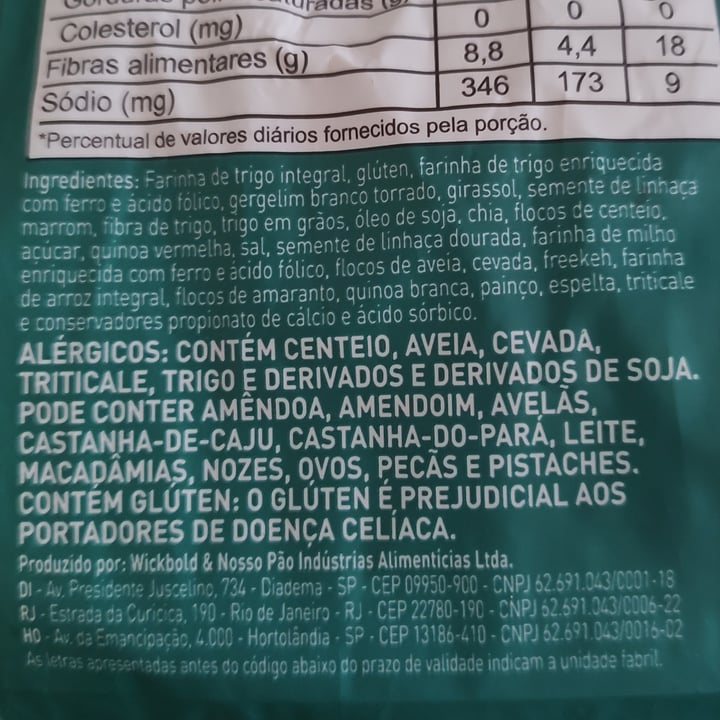 Colesterol (mg) 0 0 0
Fibras alimentares (g) 8,8 4,4 18
Sódio (mg) 346 173 9
*Percentual de valores diários fornecidos pela porção.
Ingredientes: Farinha de trigo integral, glúten, farinha de trigo enriquecida
com ferro e ácido fólico, gergelim branco torrado, girassol, semente de linhaça
marrom, fibra de trigo, trigo em grãos, óleo de soja, chia, flocos de centeio,
açúcar, quinoa vermelha, sal, semente de linhaça dourada, farinha de milho
enriquecida com ferro e ácido fólico, flocos de aveia, cevada, freekeh, farinha
de arroz integral, flocos de amaranto, quinoa branca, painço, espelta, triticale
e conservadores propionato de cálcio e ácido sórbico.
ALÉRGICOS: CONTÉM CENTEIO, AVEIA, CEVADA,
TRITICALE, TRIGO E DERIVADOS E DERIVADOS DE SOJA.
PODE CONTER AMÊNDOA, AMENDOIM, AVELÃS,
CASTANHA-DE-CAJU, CASTANHA-DO-PARÁ, LEITE,
MACADÂMIAS, NOZES, OVOS, PECÃS E PISTACHES.
CONTÉM GLÚTEN: O GLÚTEN É PREJUDICIAL AOS
PORTADORES DE DOENÇA CELÍACA.
Produzido por: Wickbold & Nosso Pão Indústrias Alimentícias Ltda.
DI - Av. Presidente Juscelino, 734 - Diadema - SP - CEP 09950-900 - CNPJ 62.691.043/0001-18
RJ - Estrada da Curicica, 190 - Rio de Janeiro - RJ - CEP 22780-190 - CNPJ 62.691.043/0006-22
HO - Av. da Emancipação, 4.000 - Hortolândia - SP - CEP 13186-410 - CNPJ 62.691.043/0016-02
As letras apresentadas antes do código abaixo do prazo de validade indicam a unidade fabril.